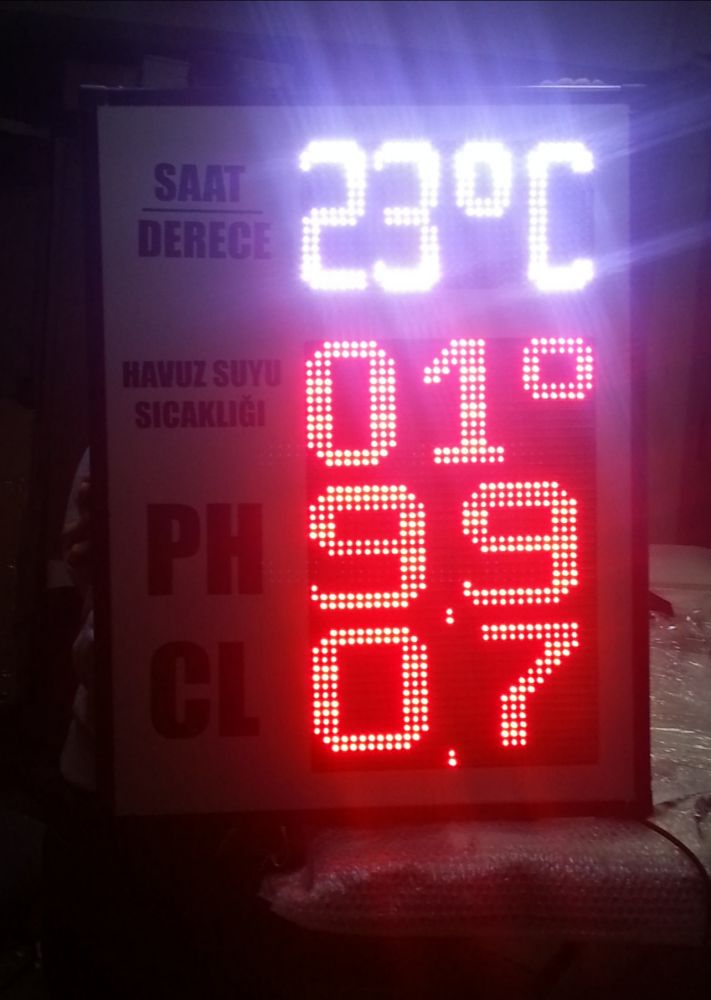 SAAT
DERECE
23°C
HAVUZ SUYU
SICAKLIĞI
01°
PH
9,9
CL
0,7